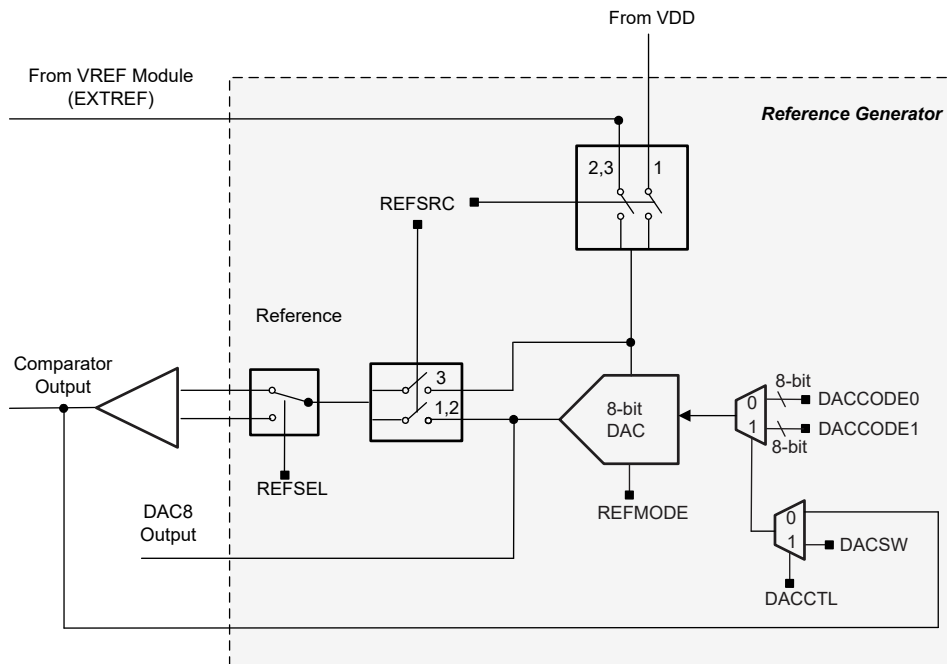 From VDD
From VREF Module
(EXTREF)
Reference Generator
2,3
1
REFSRC
Reference
Comparator
Output
3
1,2
8-bit
DAC
0
1
8-bit
DACCODE0
DACCODE1
8-bit
REFSEL
REFMODE
DAC8
Output
0
1
DACSW
DACCTL